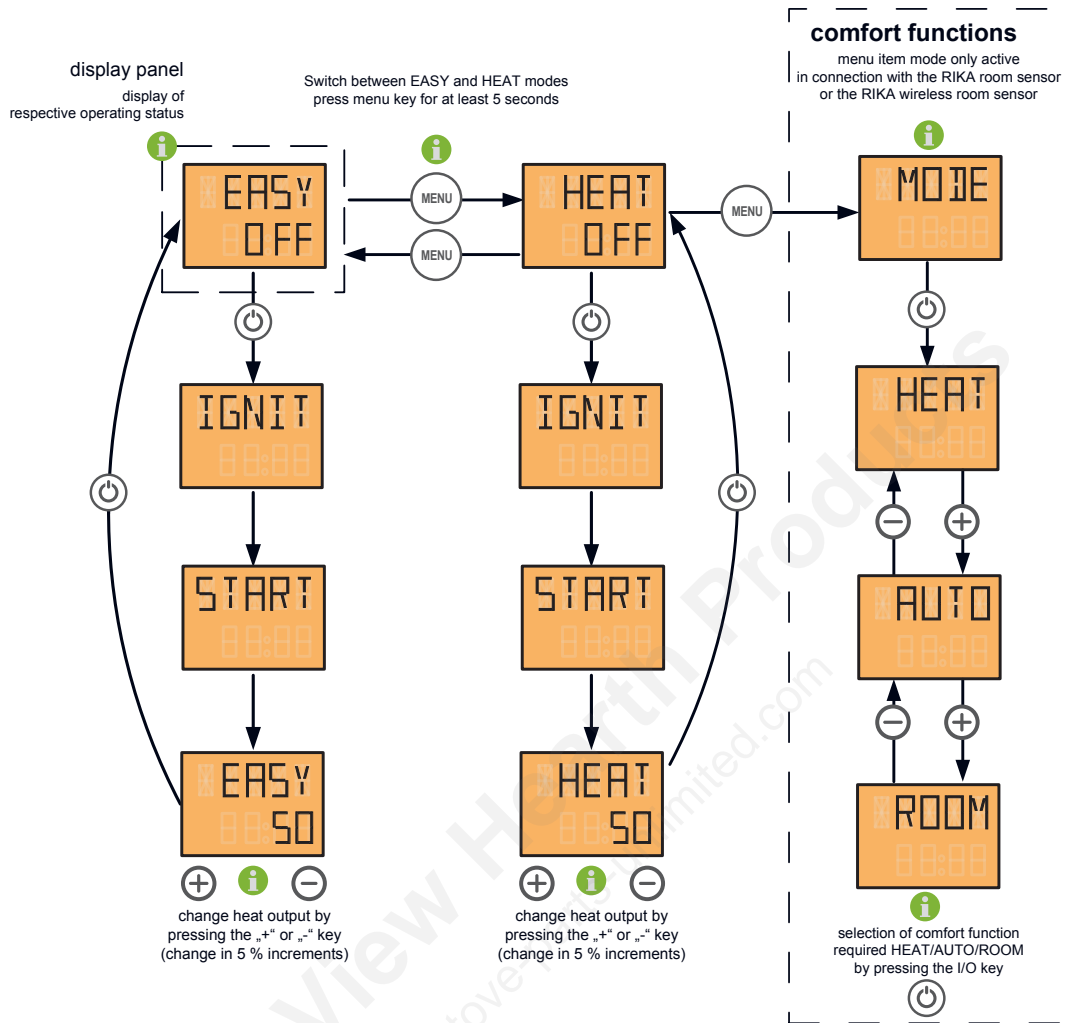 display panel
display of
respective operating status
Switch between EASY and HEAT modes
press menu key for at least 5 seconds
comfort functions
menu item mode only active
in connection with the RIKA room sensor
or the RIKA wireless room sensor
i
i
i
EASY
OFF
MENU
MENU
HEAT
OFF
MENU
MODE
IGNIT
IGNIT
HEAT
START
START
AUTO
EASY
50
HEAT
50
ROOM
i
i
i
change heat output by
pressing the „+“ or „-“ key
(change in 5 % increments)
change heat output by
pressing the „+“ or „-“ key
(change in 5 % increments)
selection of comfort function
required HEAT/AUTO/ROOM
by pressing the I/O key
View Hearth Products